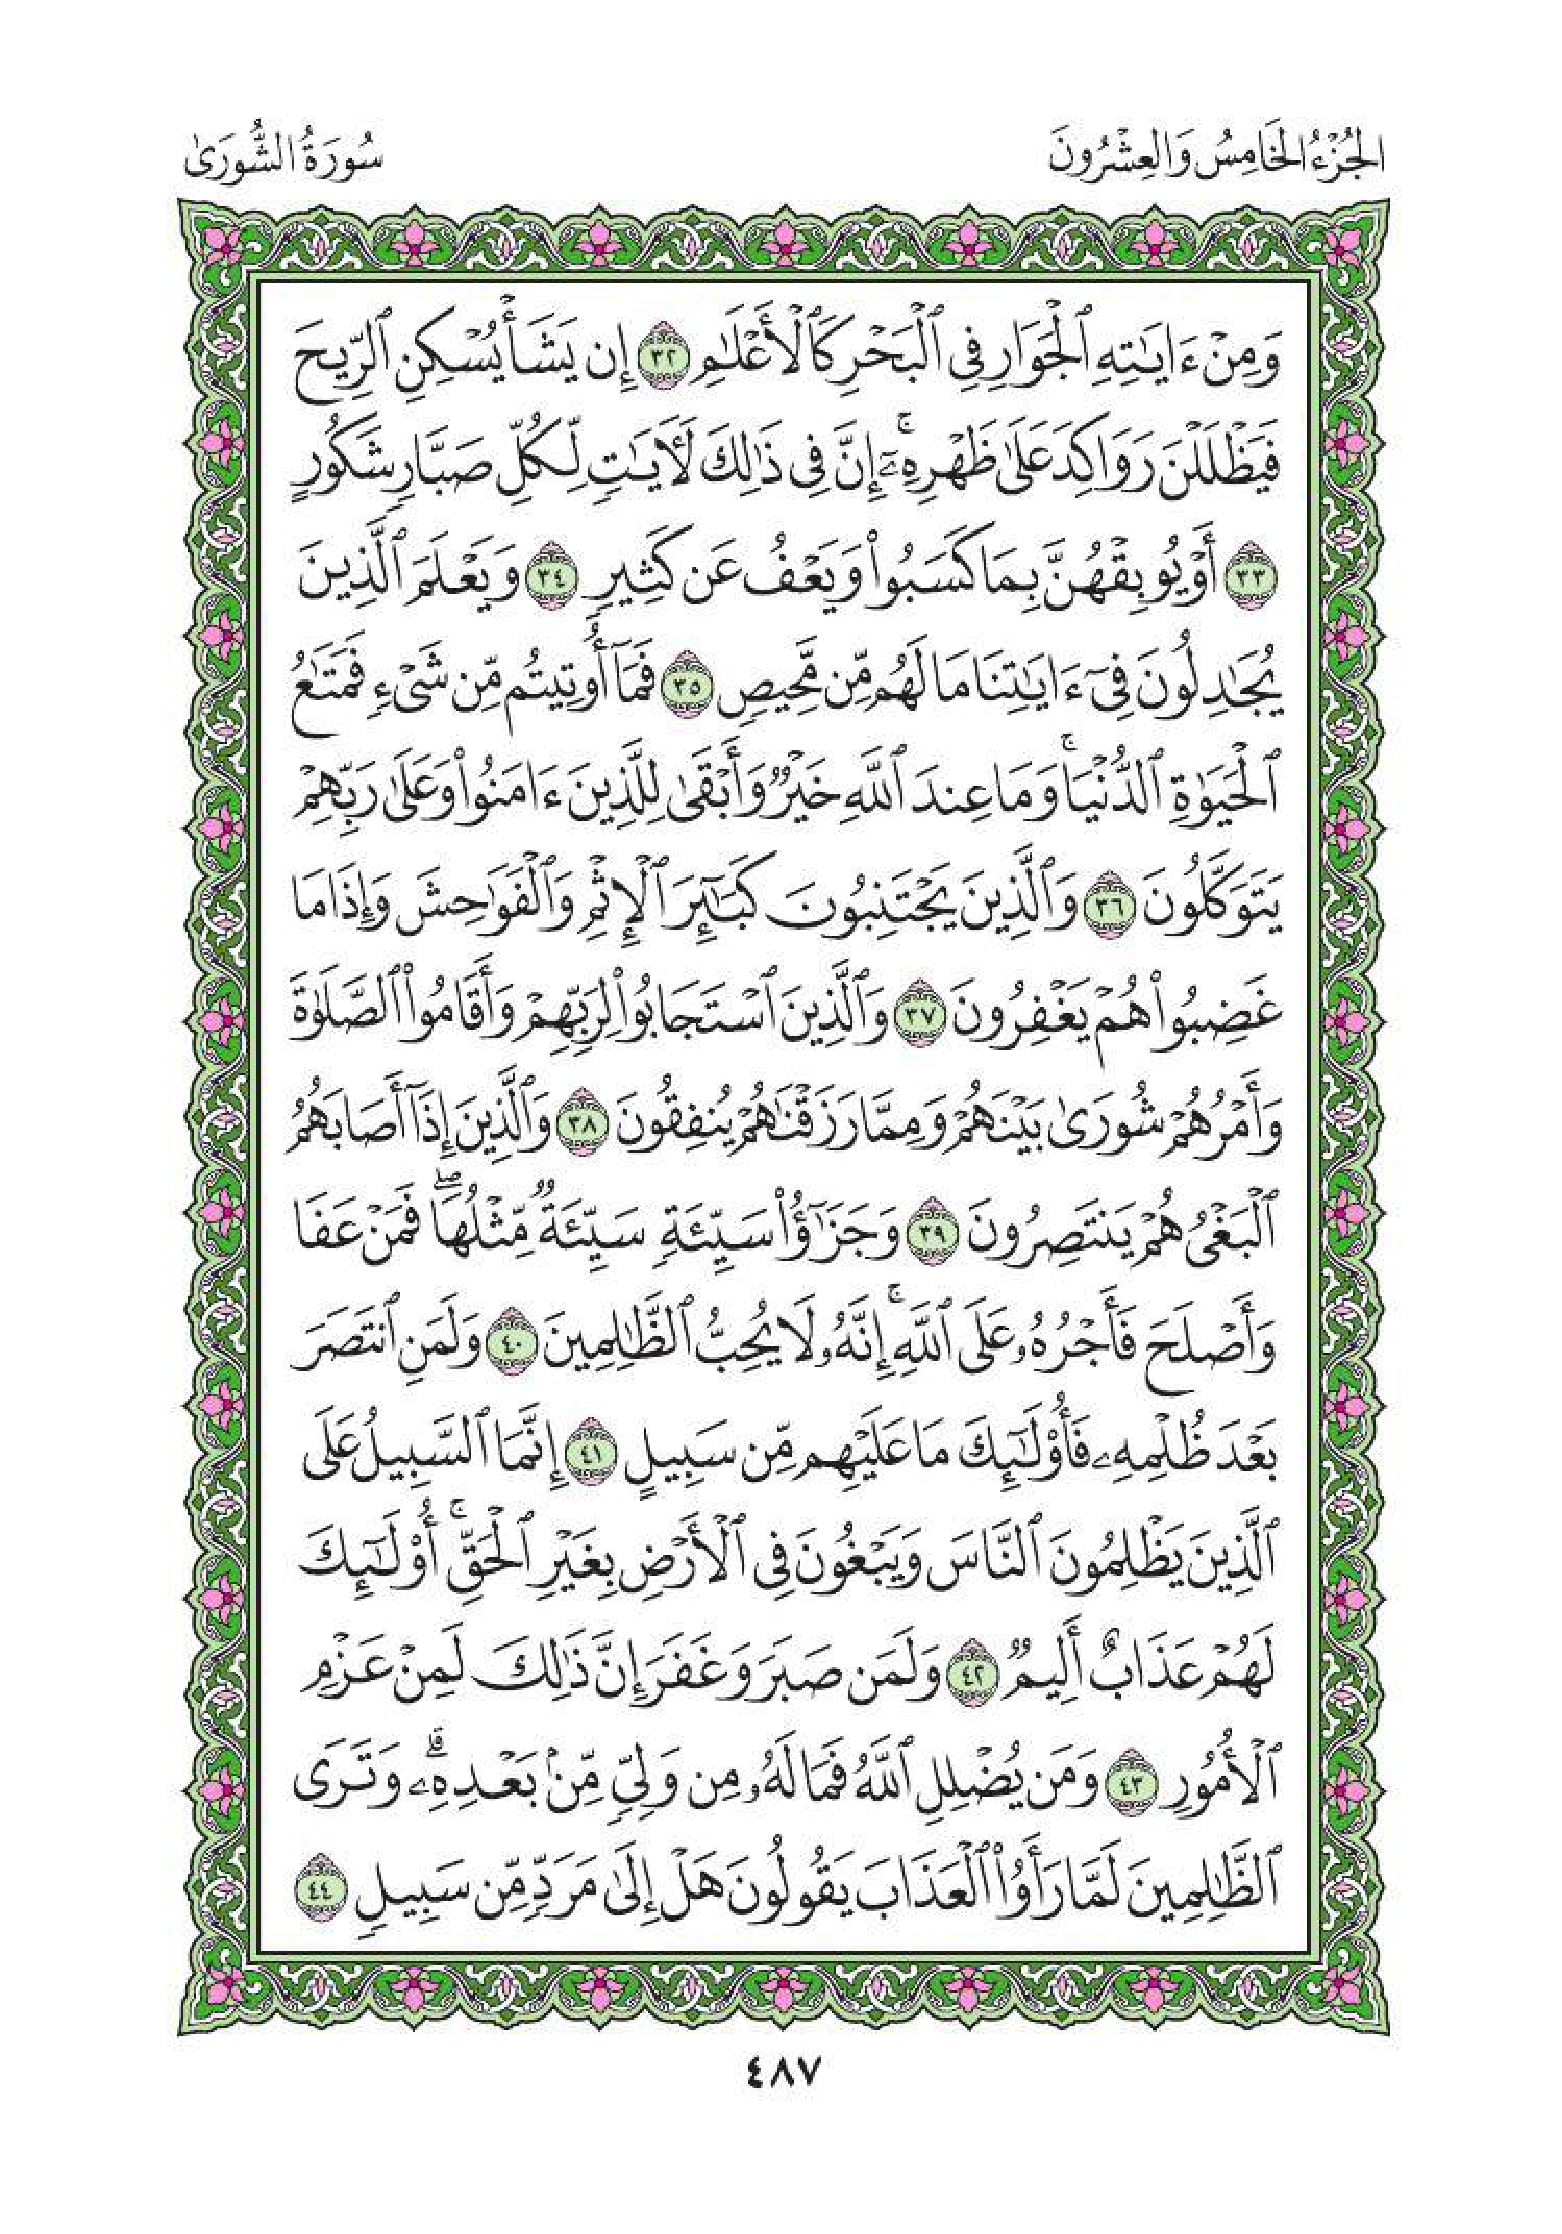 الجُزْءُ الخَامِسُ وَالعِشْرُونَ
سُورَةُ الشُّورَىٰ
وَمِنْ ءَايَـٰتِهِ ٱلْجَوَارِ فِى ٱلْبَحْرِ كَٱلْأَعْلَـٰمِ ٣٢ إِن يَشَأْ يُسْكِنِ ٱلرِّيحَ
فَيَظْلَلْنَ رَوَاكِدَ عَلَىٰ ظَهْرِهِۦٓ ۚ إِنَّ فِى ذَٰلِكَ لَـَٔايَـٰتٍ لِّكُلِّ صَبَّارٍ شَكُورٍ
٣٣ أَوْ يُوبِقْهُنَّ بِمَا كَسَبُوا۟ وَيَعْفُ عَن كَثِيرٍ ٣٤ وَيَعْلَمَ ٱلَّذِينَ
يُجَـٰدِلُونَ فِىٓ ءَايَـٰتِنَا مَا لَهُم مِّن مَّحِيصٍ ٣٥ فَمَآ أُوتِيتُم مِّن شَىْءٍ فَمَتَـٰعُ
ٱلْحَيَوٰةِ ٱلدُّنْيَا ۚ وَمَا عِندَ ٱللَّهِ خَيْرٌ وَأَبْقَىٰ لِلَّذِينَ ءَامَنُوا۟ وَعَلَىٰ رَبِّهِمْ
يَتَوَكَّلُونَ ٣٦ وَٱلَّذِينَ يَجْتَنِبُونَ كَبَـٰٓئِرَ ٱلْإِثْمِ وَٱلْفَوَٰحِشَ وَإِذَا مَا
غَضِبُوا۟ هُمْ يَغْفِرُونَ ٣٧ وَٱلَّذِينَ ٱسْتَجَابُوا۟ لِرَبِّهِمْ وَأَقَامُوا۟ ٱلصَّلَوٰةَ
وَأَمْرُهُمْ شُورَىٰ بَيْنَهُمْ وَمِمَّا رَزَقْنَـٰهُمْ يُنفِقُونَ ٣٨ وَٱلَّذِينَ إِذَآ أَصَابَهُمُ
ٱلْبَغْىُ هُمْ يَنتَصِرُونَ ٣٩ وَجَزَٰٓؤُا۟ سَيِّئَةٍ سَيِّئَةٌ مِّثْلُهَا ۖ فَمَنْ عَفَا
وَأَصْلَحَ فَأَجْرُهُۥ عَلَى ٱللَّهِ ۚ إِنَّهُۥ لَا يُحِبُّ ٱلظَّـٰلِمِينَ ٤٠ وَلَمَنِ ٱنتَصَرَ
بَعْدَ ظُلْمِهِۦ فَأُو۟لَـٰٓئِكَ مَا عَلَيْهِم مِّن سَبِيلٍ ٤١ إِنَّمَا ٱلسَّبِيلُ عَلَى
ٱلَّذِينَ يَظْلِمُونَ ٱلنَّاسَ وَيَبْغُونَ فِى ٱلْأَرْضِ بِغَيْرِ ٱلْحَقِّ ۚ أُو۟لَـٰٓئِكَ
لَهُمْ عَذَابٌ أَلِيمٌ ٤٢ وَلَمَن صَبَرَ وَغَفَرَ إِنَّ ذَٰلِكَ لَمِنْ عَزْمِ
ٱلْأُمُورِ ٤٣ وَمَن يُضْلِلِ ٱللَّهُ فَمَا لَهُۥ مِن وَلِىٍّ مِّنۢ بَعْدِهِۦ ۗ وَتَرَى
ٱلظَّـٰلِمِينَ لَمَّا رَأَوُا۟ ٱلْعَذَابَ يَقُولُونَ هَلْ إِلَىٰ مَرَدٍّ مِّن سَبِيلٍ ٤٤
٤٨٧